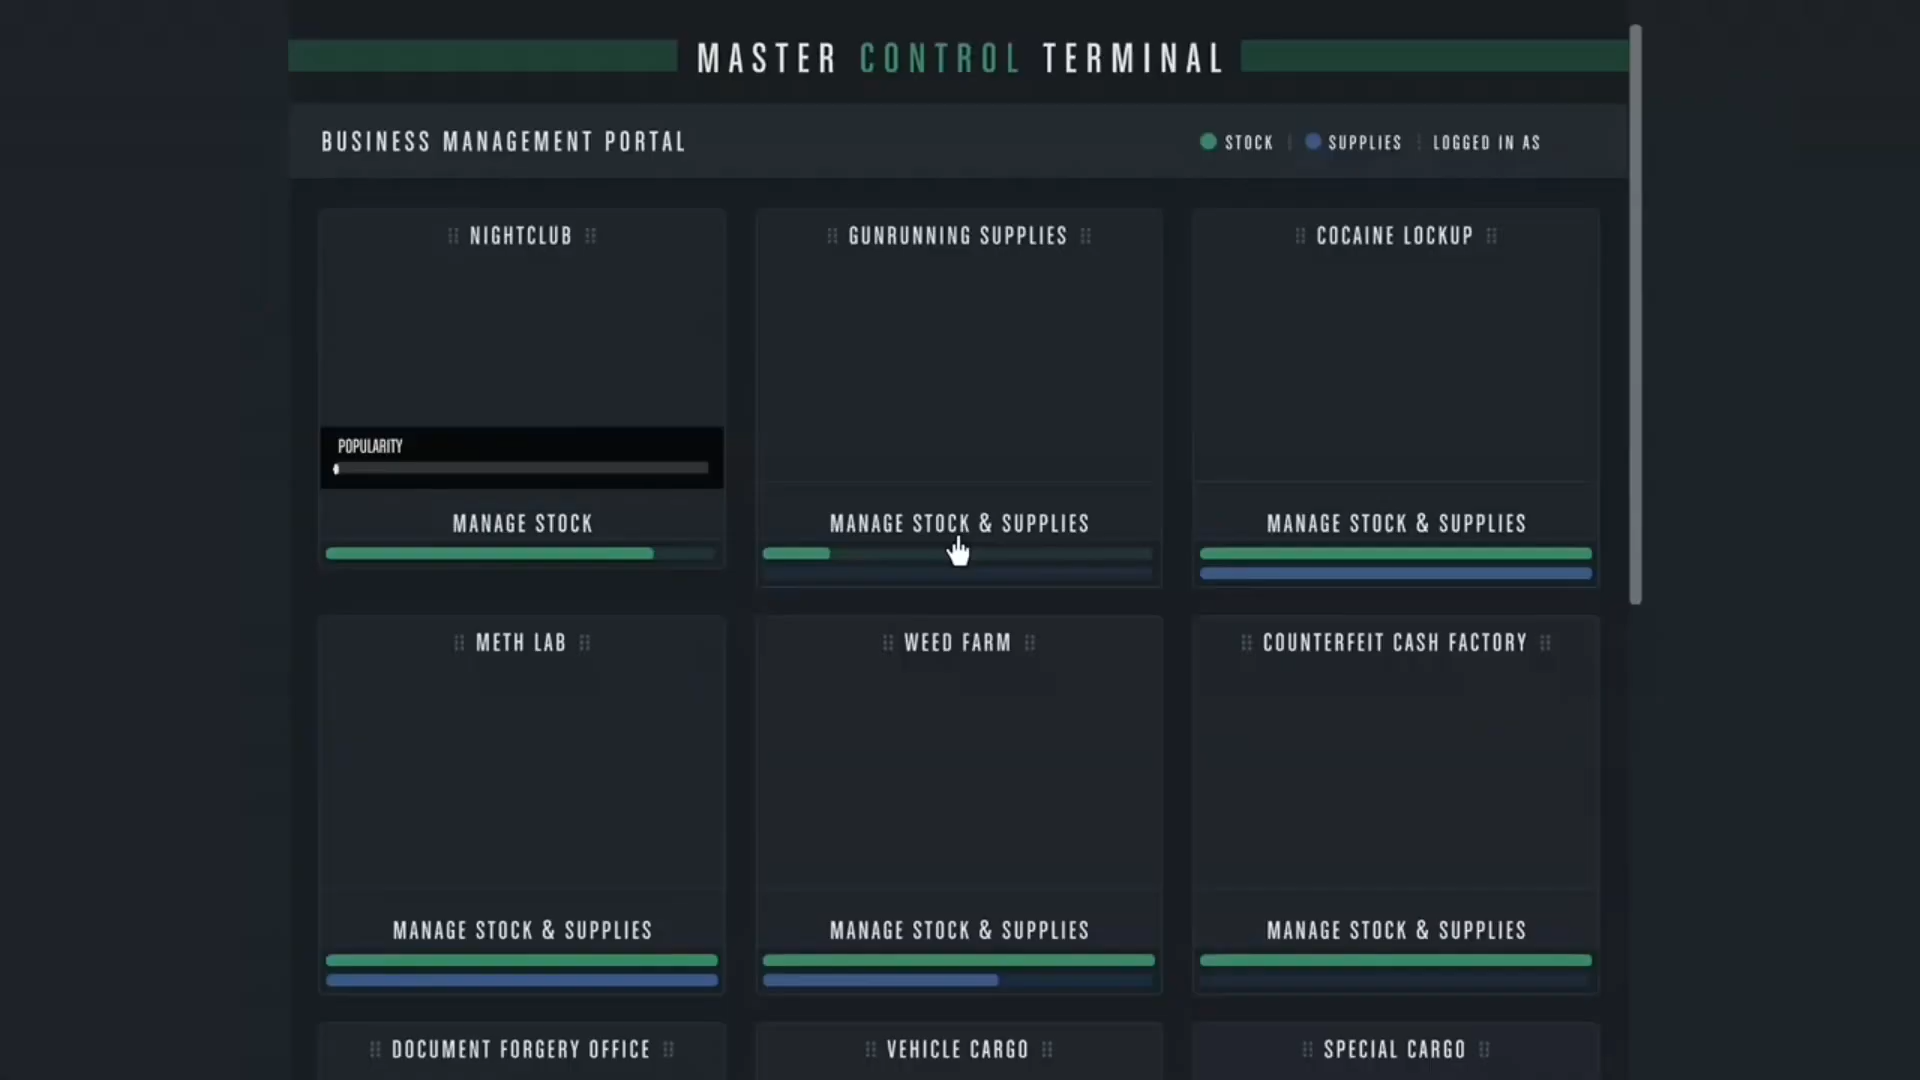 MASTER CONTROL TERMINAL
BUSINESS MANAGEMENT PORTAL
STOCK | SUPPLIES | LOGGED IN AS
NIGHTCLUB
GUNRUNNING SUPPLIES
COCAINE LOCKUP
POPULARITY
MANAGE STOCK
MANAGE STOCK & SUPPLIES
MANAGE STOCK & SUPPLIES
METH LAB
WEED FARM
COUNTERFEIT CASH FACTORY
MANAGE STOCK & SUPPLIES
MANAGE STOCK & SUPPLIES
MANAGE STOCK & SUPPLIES
DOCUMENT FORGERY OFFICE
VEHICLE CARGO
SPECIAL CARGO